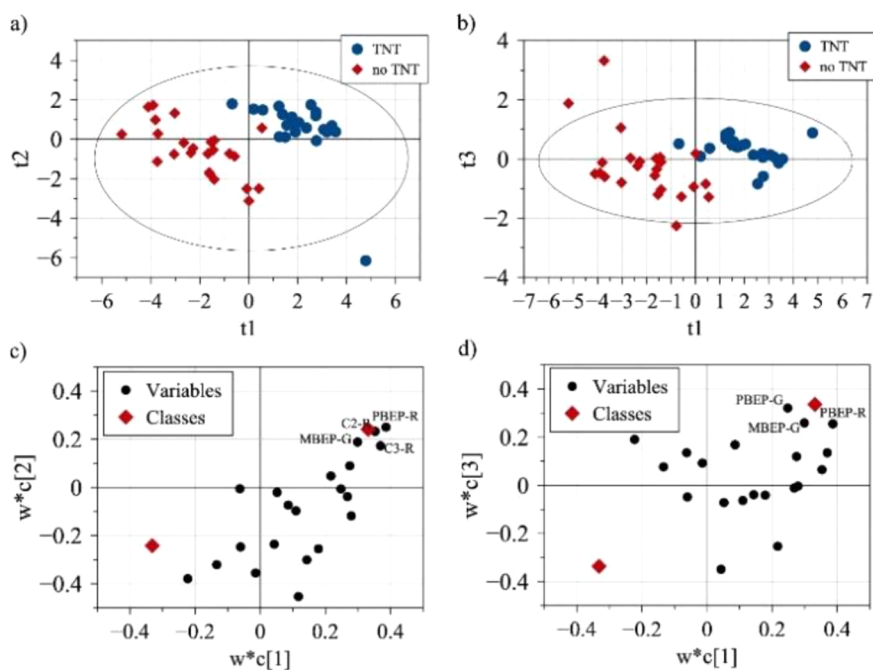 a)
TNT
no TNT
4
2
0
−2
−4
−6
t2
−6
−4
−2
0
2
4
6
t1
b)
TNT
no TNT
4
2
0
−2
−4
t3
−7
−6
−5
−4
−3
−2
−1
0
1
2
3
4
5
6
7
t1
c)
Variables
Classes
C2-R
PBEP-R
MBEP-G
C3-R
0.4
0.2
0
−0.2
−0.4
w*c[2]
−0.4
−0.2
0
0.2
0.4
w*c[1]
d)
Variables
Classes
PBEP-G
MBEP-G
PBEP-R
0.4
0.2
0
−0.2
−0.4
w*c[3]
−0.4
−0.2
0
0.2
0.4
w*c[1]